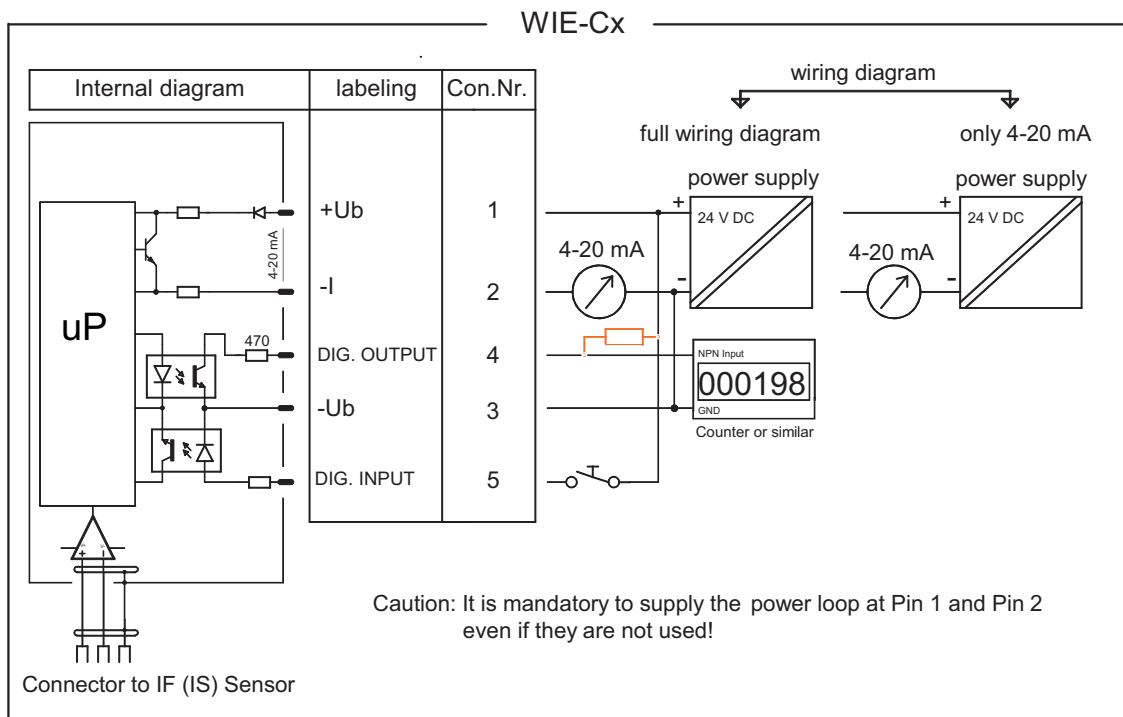 WIE-Cx
Internal diagram
labeling
Con.Nr.
wiring diagram
full wiring diagram
only 4-20 mA
power supply
power supply
+Ub
1
+
24 V DC
+
24 V DC
4-20 mA
4-20 mA
4-20 mA
-I
2
-
-
uP
470
DIG. OUTPUT
4
NPN Input
000198
-Ub
3
GND
Counter or similar
DIG. INPUT
5
+
-
Caution: It is mandatory to supply the power loop at Pin 1 and Pin 2
even if they are not used!
Connector to IF (IS) Sensor